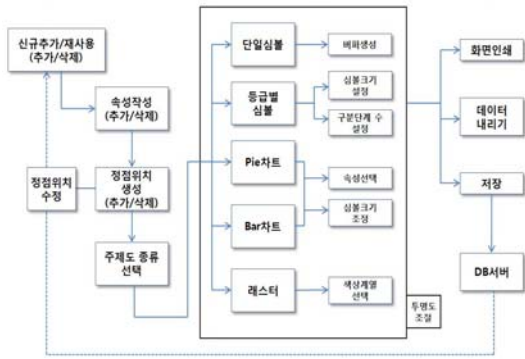 신규추가/재사용
(추가/삭제)
속성작성
(추가/삭제)
정점위치
수정
정점위치
생성
(추가/삭제)
주제도 종류
선택
단일심볼
버퍼생성
등급별
심볼
심볼크기
설정
구분단계 수
설정
Pie차트
속성선택
Bar차트
심볼크기
조정
래스터
색상계열
선택
투명도
조절
화면인쇄
데이터
내리기
저장
DB서버